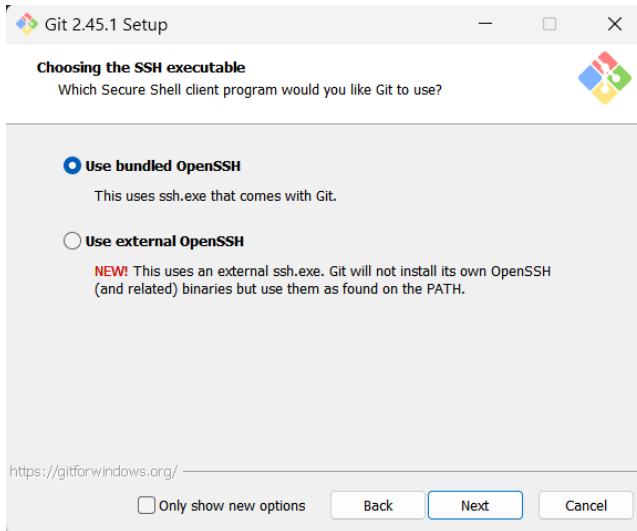 Git 2.45.1 Setup
Choosing the SSH executable
Which Secure Shell client program would you like Git to use?
Use bundled OpenSSH
This uses ssh.exe that comes with Git.
Use external OpenSSH
NEW! This uses an external ssh.exe. Git will not install its own OpenSSH
(and related) binaries but use them as found on the PATH.
https://gitforwindows.org/
Only show new options Back Next Cancel